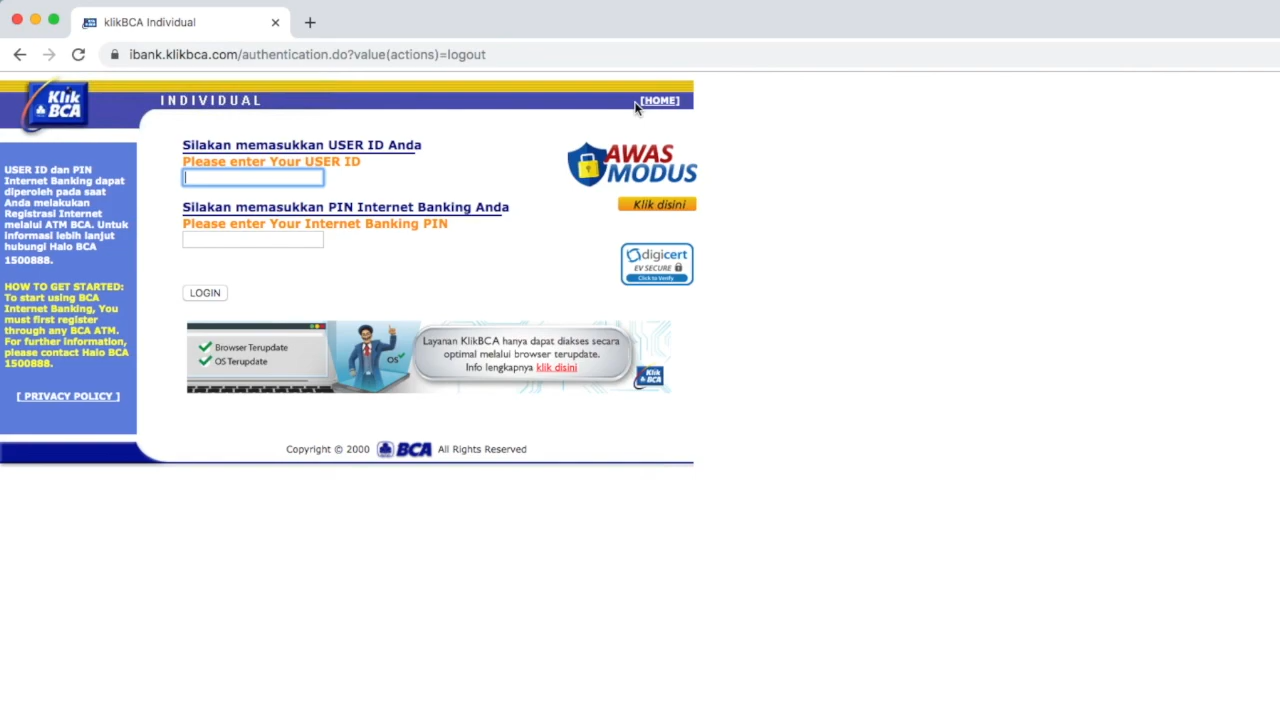 klikBCA Individual
ibank.klikbca.com/authentication.do?value(actions)=logout
Klik
BCA
INDIVIDUAL
[HOME]
Silakan memasukkan USER ID Anda
Please enter Your USER ID
Silakan memasukkan PIN Internet Banking Anda
Please enter Your Internet Banking PIN
LOGIN
AWAS
MODUS
Klik disini
digicert
EV SECURE
Click to Verify
USER ID dan PIN
Internet Banking dapat
diperoleh pada saat
Anda melakukan
Registrasi Internet
melalui ATM BCA. Untuk
informasi lebih lanjut
hubungi Halo BCA
1500888.
HOW TO GET STARTED:
To start using BCA
Internet Banking, You
must first register
through any BCA ATM.
For further information,
please contact Halo BCA
1500888.
[ PRIVACY POLICY ]
Browser Terupdate
OS Terupdate
OS
Layanan KlikBCA hanya dapat diakses secara
optimal melalui browser terupdate.
Info lengkapnya klik disini
Klik
BCA
Copyright © 2000 BCA All Rights Reserved